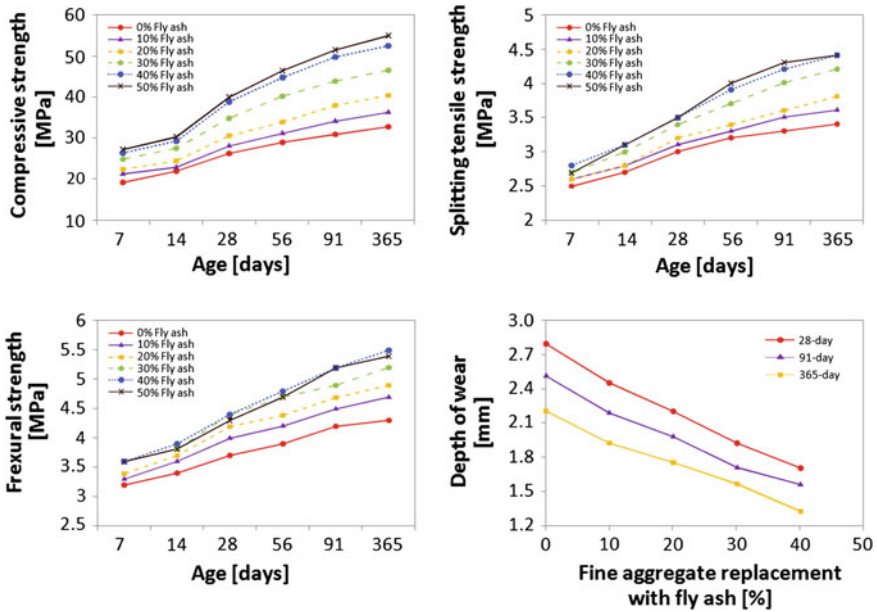 Compressive strength
[MPa]
60
50
40
30
20
10
0% Fly ash
10% Fly ash
20% Fly ash
30% Fly ash
40% Fly ash
50% Fly ash
7 14 28 56 91 365
Age [days]
Splitting tensile strength
[MPa]
5
4.5
4
3.5
3
2.5
2
0% Fly ash
10% Fly ash
20% Fly ash
30% Fly ash
40% Fly ash
50% Fly ash
7 14 28 56 91 365
Age [days]
Frexural strength
[MPa]
6
5.5
5
4.5
4
3.5
3
2.5
0% Fly ash
10% Fly ash
20% Fly ash
30% Fly ash
40% Fly ash
50% Fly ash
7 14 28 56 91 365
Age [days]
Depth of wear
[mm]
3.0
2.7
2.4
2.1
1.8
1.5
1.2
28-day
91-day
365-day
0 10 20 30 40 50
Fine aggregate replacement
with fly ash [%]